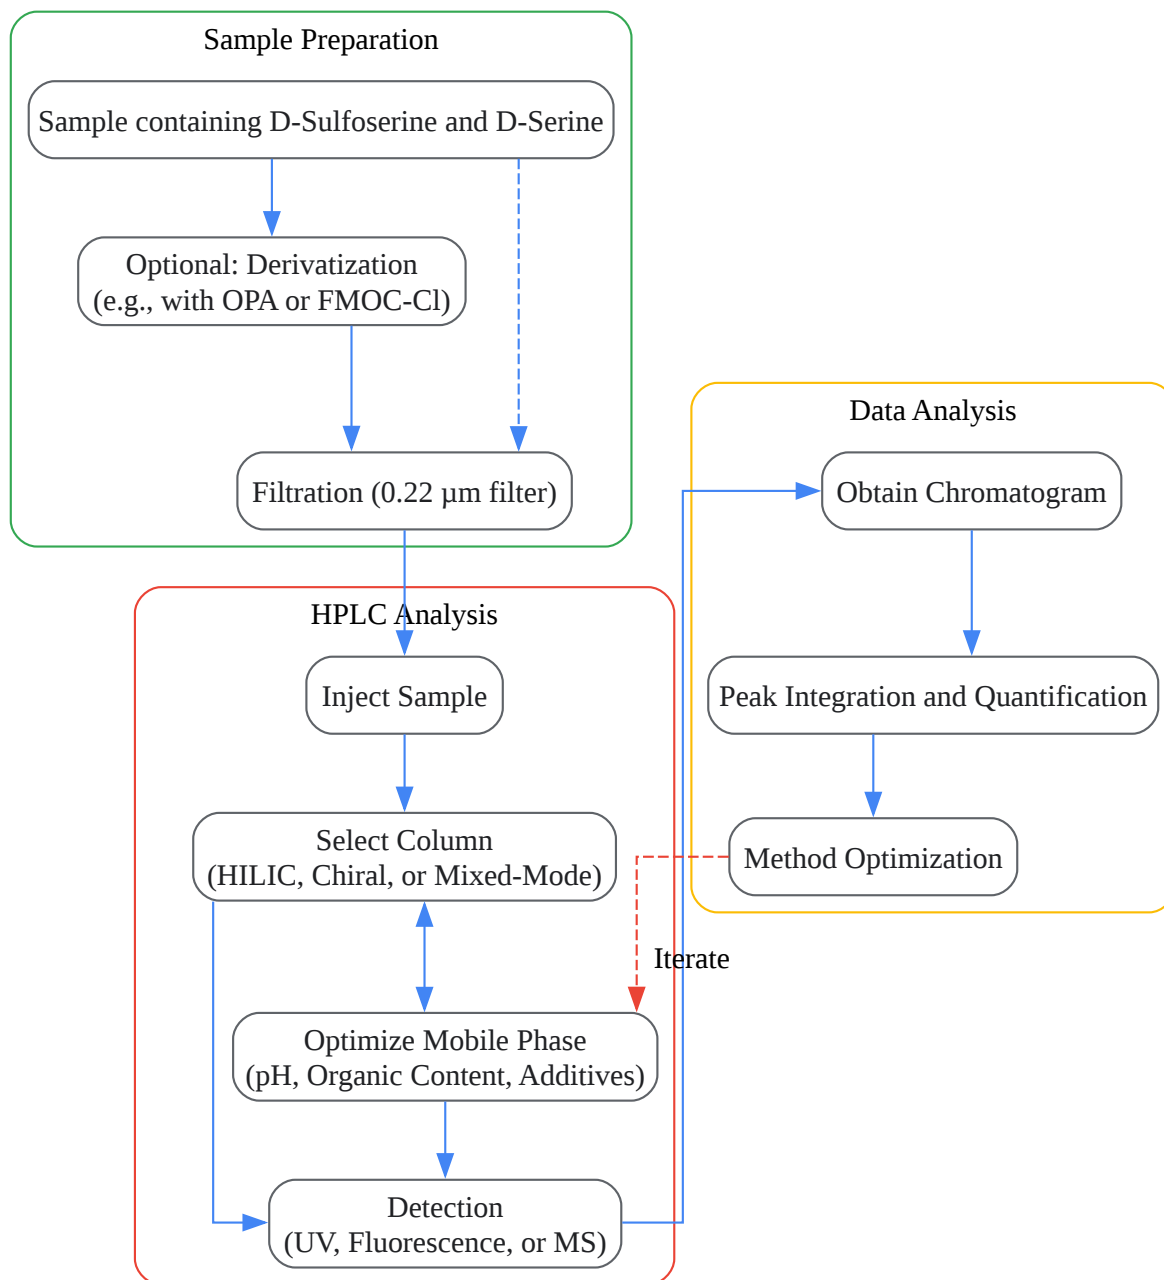 Sample Preparation
Sample containing D-Sulfoserine and D-Serine
Optional: Derivatization
(e.g., with OPA or FMOC-Cl)
Filtration (0.22 µm filter)
HPLC Analysis
Inject Sample
Select Column
(HILIC, Chiral, or Mixed-Mode)
Optimize Mobile Phase
(pH, Organic Content, Additives)
Detection
(UV, Fluorescence, or MS)
Data Analysis
Obtain Chromatogram
Peak Integration and Quantification
Method Optimization
Iterate